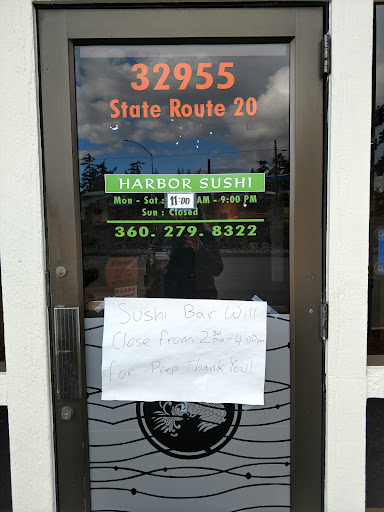 32955
State Route 20
HARBOR SUSHI
Mon - Sat : 11:00 AM - 9:00 PM
Sun : Closed
360. 279. 8322
Sushi Bar Will
Close from 2:30pm - 4:00pm
for Prep Thank You!